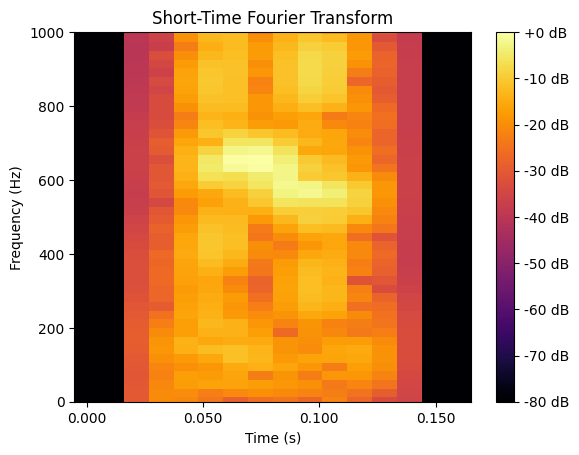 Short-Time Fourier Transform
1000
800
600
400
200
0
Frequency (Hz)
0.000
0.050
0.100
0.150
Time (s)
+0 dB
-10 dB
-20 dB
-30 dB
-40 dB
-50 dB
-60 dB
-70 dB
-80 dB